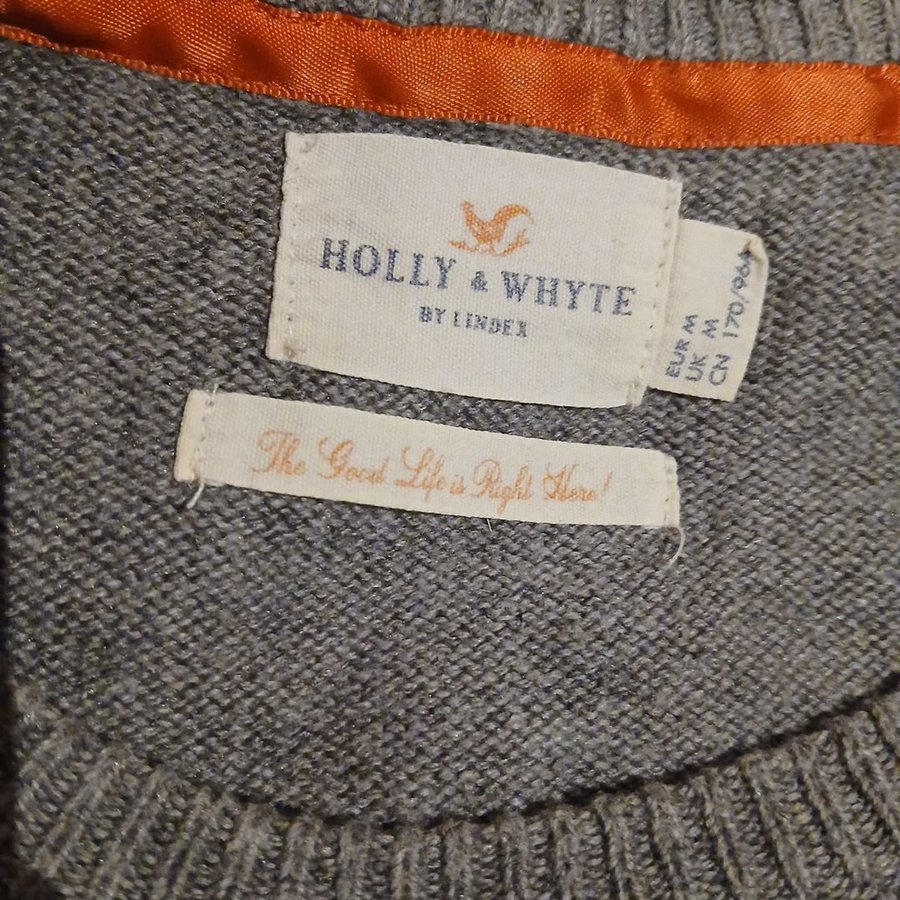 HOLLY & WHYTE
BY LINDEX
EUR M
UK M
CN 170/96A
The Good Life is Right Here!